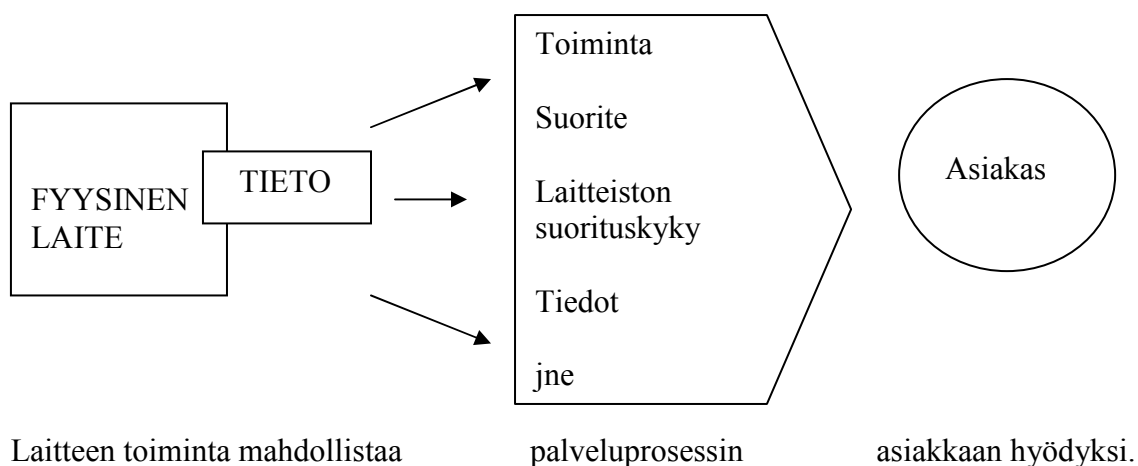 FYYSINEN
LAITE
TIETO
Toiminta
Suorite
Laitteiston
suorituskyky
Tiedot
jne
Asiakas
Laitteen toiminta mahdollistaa palveluprosessin asiakkaan hyödyksi.